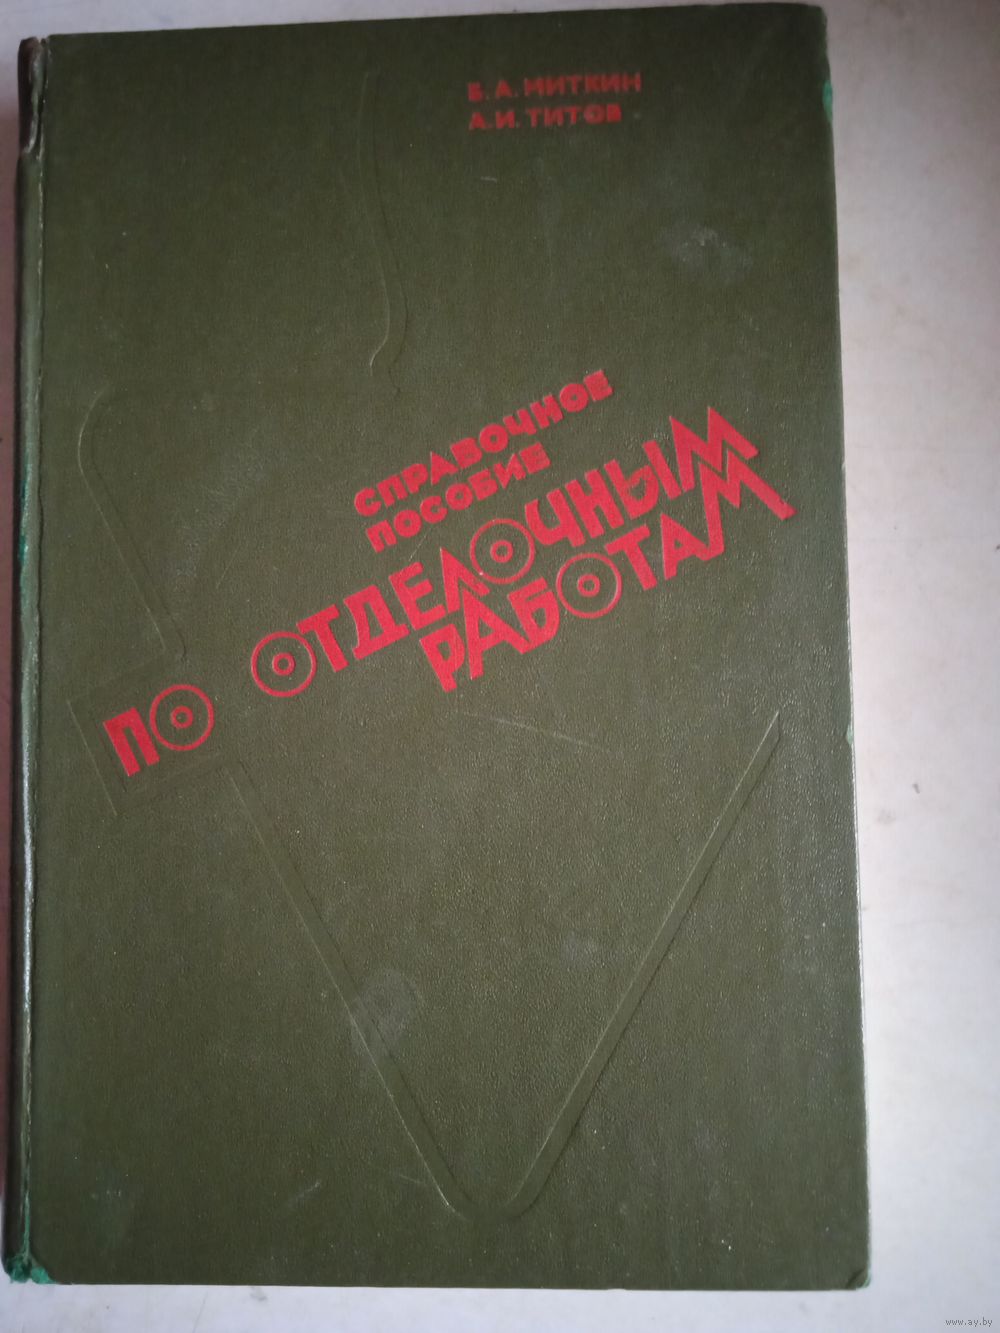 Б. А. МИТКИН
А. И. ТИТОВ
СПРАВОЧНОЕ
ПОСОБИЕ
ПО ОТДЕЛОЧНЫМ
РАБОТАМ
www.ay.by